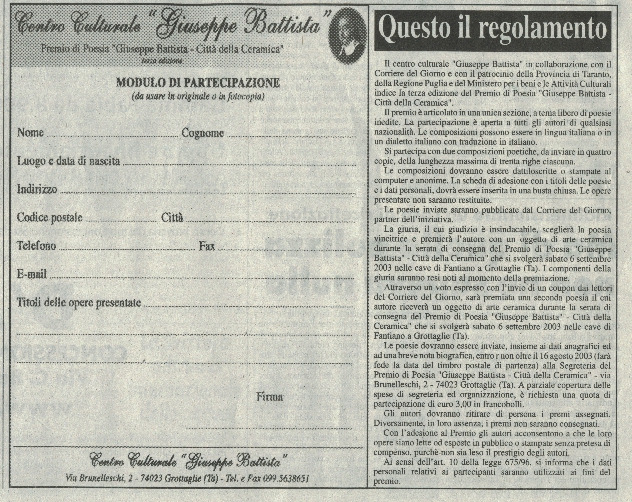 Centro Culturale "Giuseppe Battista"
Premio di Poesia "Giuseppe Battista - Città della Ceramica"
terza edizione
MODULO DI PARTECIPAZIONE
(da usare in originale o in fotocopia)
Nome Cognome
Luogo e data di nascita
Indirizzo
Codice postale Città
Telefono Fax
E-mail
Titoli delle opere presentate
Firma
Centro Culturale "Giuseppe Battista"
Via Brunelleschi, 2 - 74023 Grottaglie (Ta) - Tel. e Fax 099.5638651
Questo il regolamento
Il centro culturale "Giuseppe Battista" in collaborazione con il
Corriere del Giorno e con il patrocinio della Provincia di Taranto,
della Regione Puglia e del Ministero per i beni e le Attività Culturali
indice la terza edizione del Premio di Poesia "Giuseppe Battista -
Città della Ceramica".
Il premio è articolato in una unica sezione, a tema libero di poesie
inedite. La partecipazione è aperta a tutti gli autori di qualsiasi
nazionalità. Le composizioni possono essere in lingua italiana o in
un dialetto italiano con traduzione in italiano.
Si partecipa con due composizioni poetiche, da inviare in quattro
copie, della lunghezza massima di trenta righe ciascuna.
Le composizioni dovranno essere dattiloscritte o stampate al
computer e anonime. La scheda di adesione con i titoli delle poesie
e i dati personali, dovrà essere inserita in una busta chiusa. Le opere
presentate non saranno restituite.
Le poesie inviate saranno pubblicate dal Corriere del Giorno,
partner dell'iniziativa.
La giuria, il cui giudizio è insindacabile, sceglierà la poesia
vincitrice e premierà l'autore con un oggetto di arte ceramica
durante la serata di consegna del Premio di Poesia "Giuseppe
Battista" - Città della Ceramica" che si svolgerà sabato 6 settembre
2003 nelle cave di Fantiano a Grottaglie (Ta). I componenti della
giuria saranno resi noti al momento della premiazione.
Attraverso un voto espresso con l'invio di un coupon dai lettori
del Corriere del Giorno, sarà premiata una seconda poesia il cui
autore riceverà un oggetto di arte ceramica durante la serata di
consegna del Premio di Poesia "Giuseppe Battista" - Città della
Ceramica" che si svolgerà sabato 6 settembre 2003 nelle cave di
Fantiano a Grottaglie (Ta).
Le poesie dovranno essere inviate, insieme ai dati anagrafici ed
ad una breve nota biografica, entro e non oltre il 16 agosto 2003 (farà
fede la data del timbro postale di partenza) alla Segreteria del
Premio di Poesia "Giuseppe Battista - Città della Ceramica" - via
Brunelleschi, 2 - 74023 Grottaglie (Ta). A parziale copertura delle
spese di segreteria ed organizzazione, è richiesta una quota di
partecipazione di euro 3,00 in francobolli.
Gli autori dovranno ritirare di persona i premi assegnati.
Diversamente, in loro assenza, i premi non saranno consegnati.
Con l'adesione al Premio gli autori acconsentono a che le loro
opere siano lette od esposte in pubblico o stampate senza pretesa di
compenso, purchè non sia leso il prestigio degli autori.
Ai sensi dell'art. 10 della legge 675/96, si informa che i dati
personali relativi ai partecipanti saranno utilizzati ai fini del
premio.